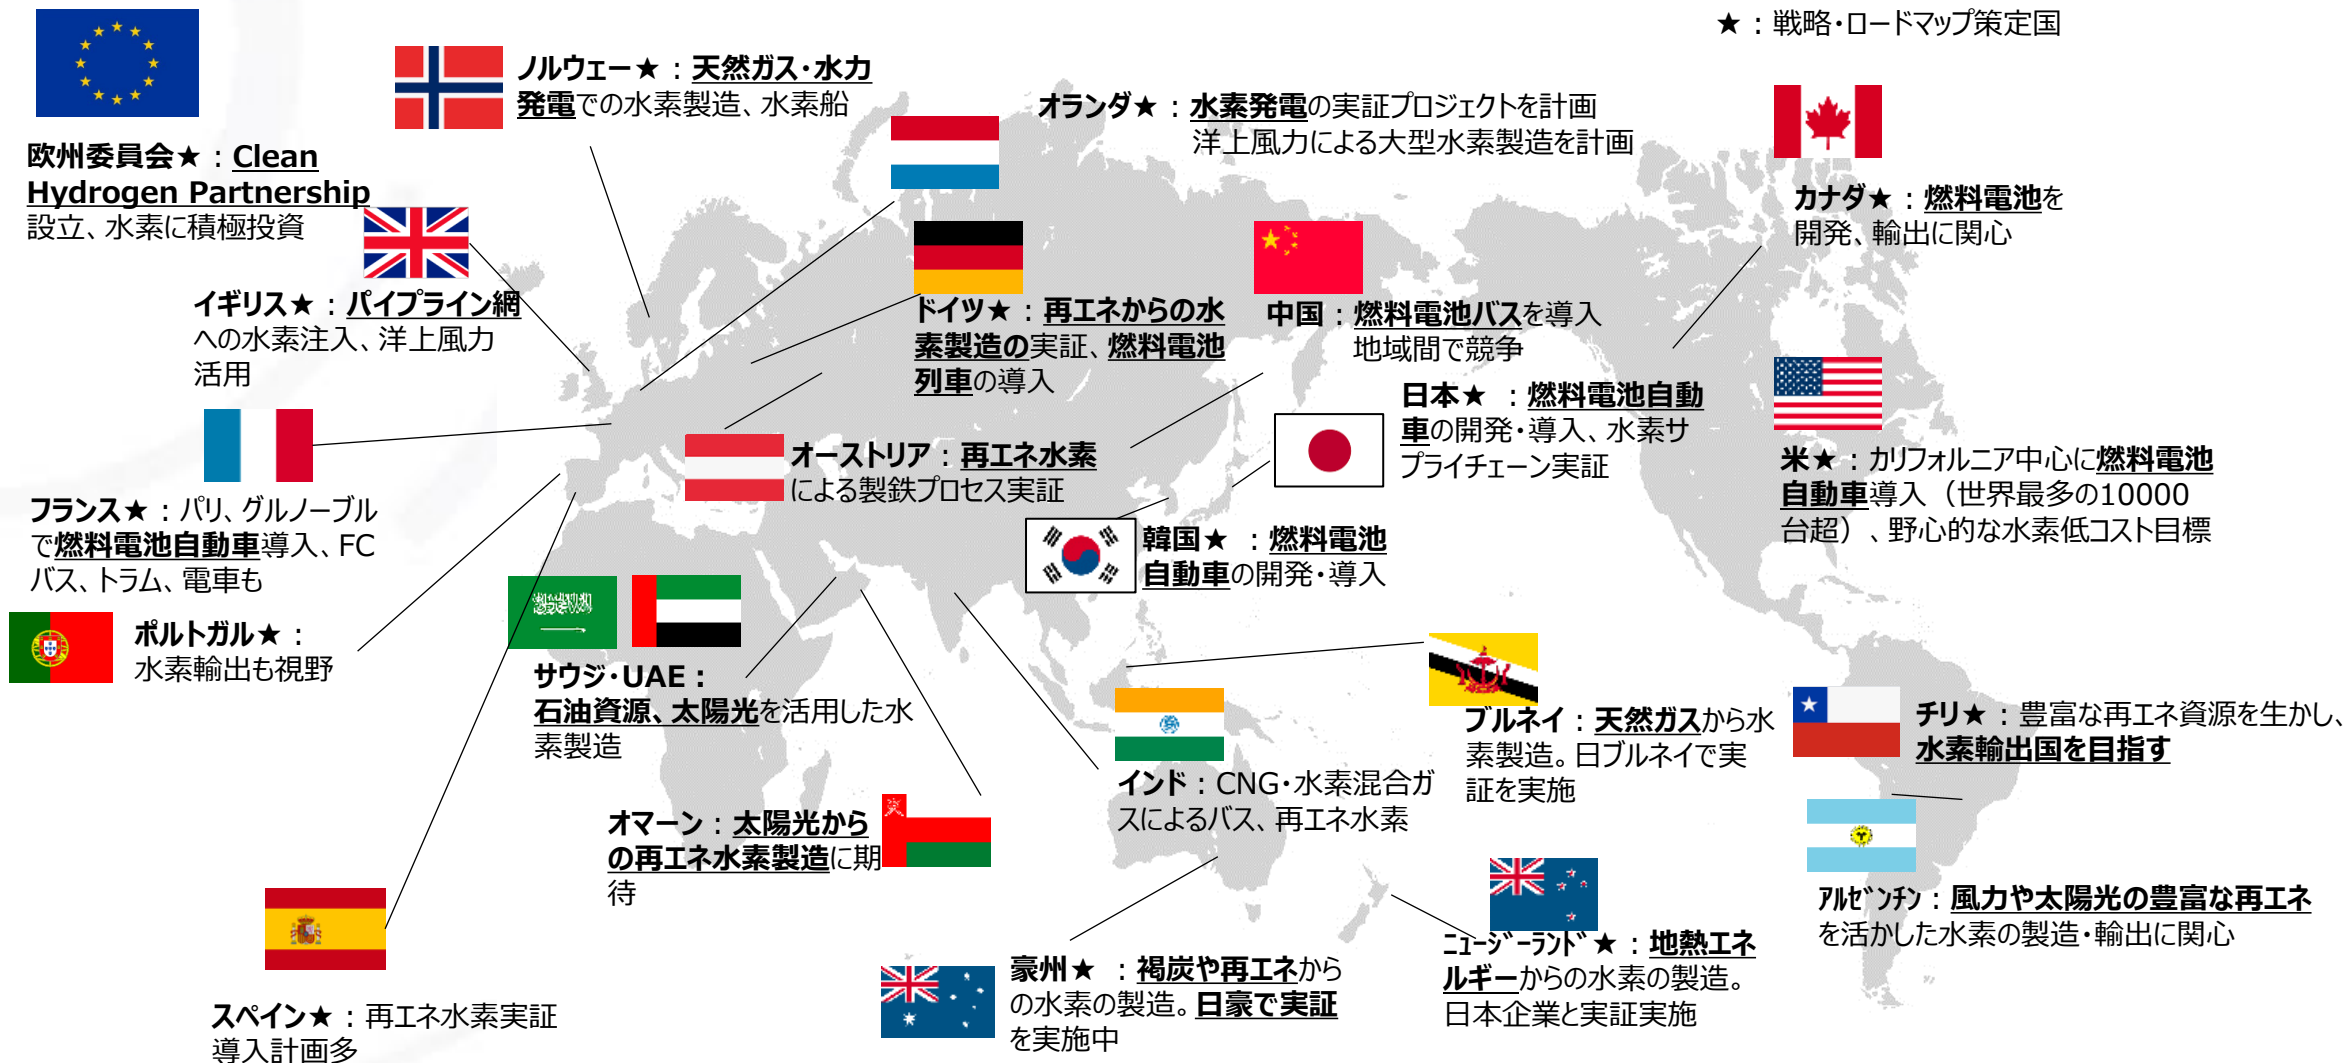 ★：戦略・ロードマップ策定国
欧州委員会★：Clean
Hydrogen Partnership
設立、水素に積極投資
ノルウェー★：天然ガス・水力
発電での水素製造、水素船
オランダ★：水素発電の実証プロジェクトを計画
洋上風力による大型水素製造を計画
カナダ★：燃料電池を
開発、輸出に関心
イギリス★：パイプライン網
への水素注入、洋上風力
活用
ドイツ★：再エネからの水
素製造の実証、燃料電池
列車の導入
中国：燃料電池バスを導入
地域間で競争
日本★：燃料電池自動
車の開発・導入、水素サ
プライチェーン実証
米★：カリフォルニア中心に燃料電池
自動車導入（世界最多の10000
台超）、野心的な水素低コスト目標
フランス★：パリ、グルノーブル
で燃料電池自動車導入、FC
バス、トラム、電車も
オーストリア：再エネ水素
による製鉄プロセス実証
韓国★：燃料電池
自動車の開発・導入
ポルトガル★：
水素輸出も視野
サウジ・UAE：
石油資源、太陽光を活用した水
素製造
ブルネイ：天然ガスから水
素製造。日ブルネイで実
証を実施
チリ★：豊富な再エネ資源を生かし、
水素輸出国を目指す
インド：CNG・水素混合ガ
スによるバス、再エネ水素
オマーン：太陽光から
の再エネ水素製造に期
待
アルゼンチン：風力や太陽光の豊富な再エネ
を活かした水素の製造・輸出に関心
スペイン★：再エネ水素実証
導入計画多
豪州★：褐炭や再エネから
の水素の製造。日豪で実証
を実施中
ニュージーランド★：地熱エネ
ルギーからの水素の製造。
日本企業と実証実施